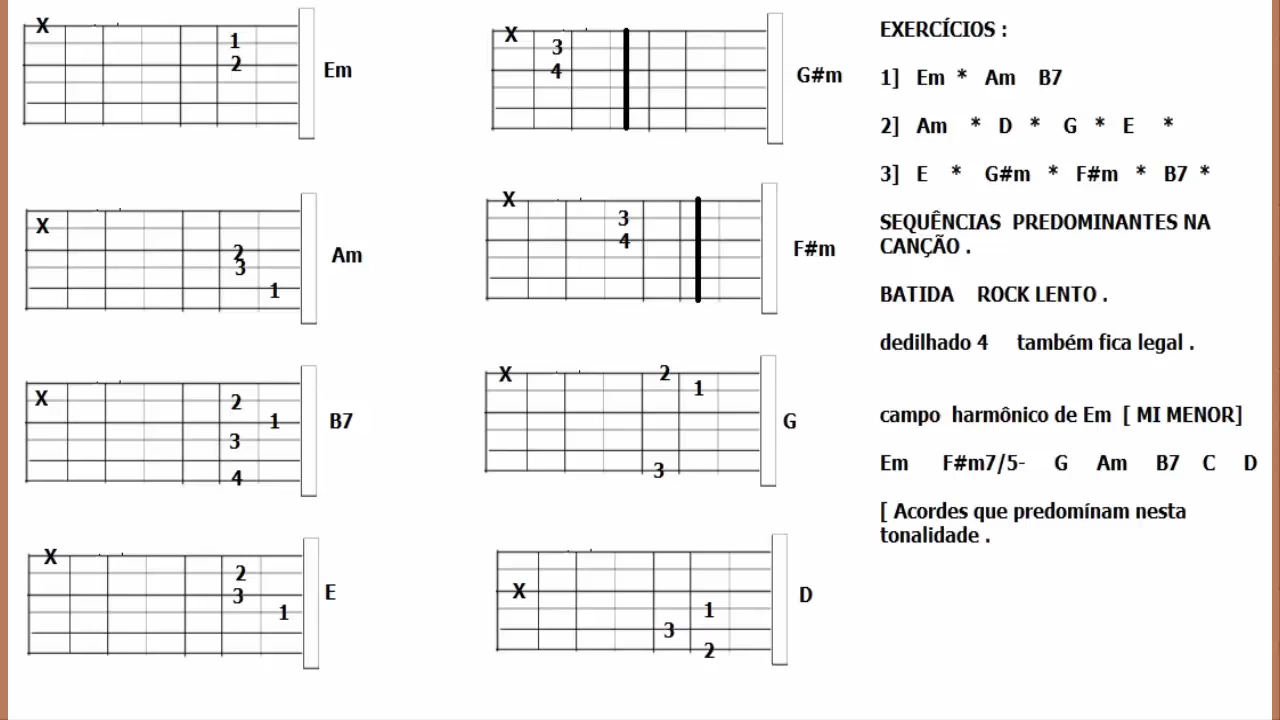 X
1
2
Em
X
2
3
1
Am
X
2
1
3
4
B7
X
2
3
1
E
X
3
4
G#m
X
3
4
F#m
X
2
1
3
G
X
1
3
2
D
EXERCÍCIOS :
1] Em * Am B7
2] Am * D * G * E *
3] E * G#m * F#m * B7 *
SEQUÊNCIAS PREDOMINANTES NA
CANÇÃO .
BATIDA ROCK LENTO .
dedilhado 4 também fica legal .
campo harmônico de Em [ MI MENOR]
Em F#m7/5- G Am B7 C D
[ Acordes que predomínam nesta
tonalidade .